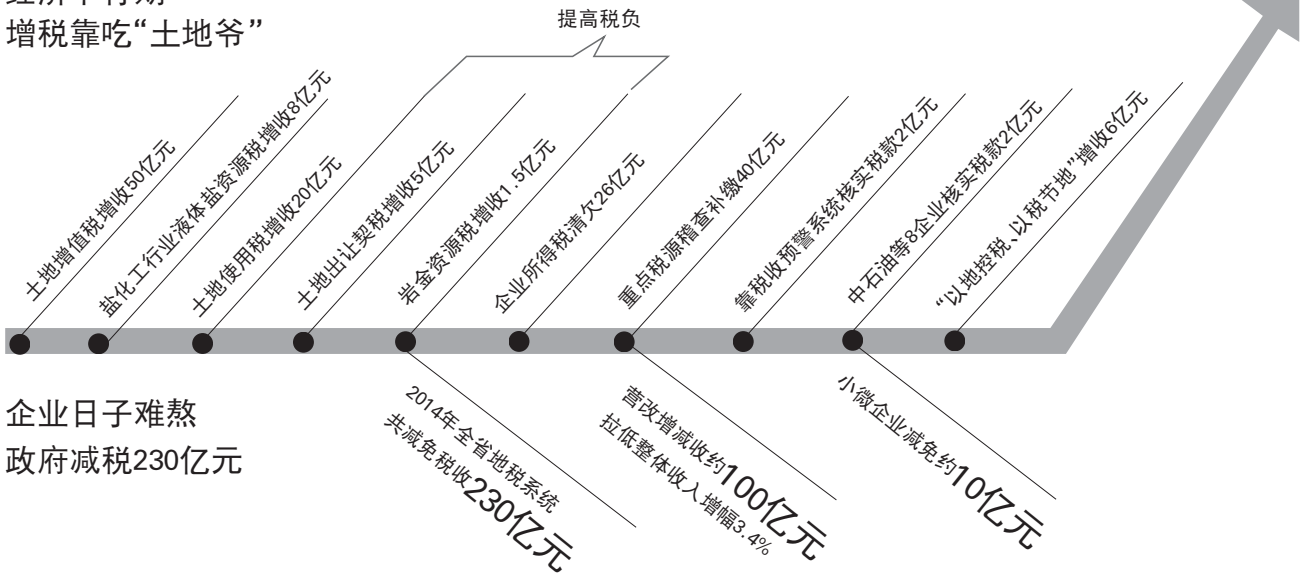 经济下行期
增税靠吃“土地爷”
提高税负
土地增值税增收50亿元
盐化工行业液体盐资源税增收8亿元
土地使用税增收20亿元
土地出让契税增收5亿元
岩金资源税增收1.5亿元
企业所得税清欠26亿元
重点税源稽查补缴40亿元
靠税收预警系统核实税款2亿元
中石油等8企业核实税款2亿元
“以地控税、以税节地”增收6亿元
企业日子难熬
政府减税230亿元
2014年全省地税系统
共减免税收230亿元
营改增减收约100亿元
拉低整体收入增幅3.4%
小微企业减免约10亿元